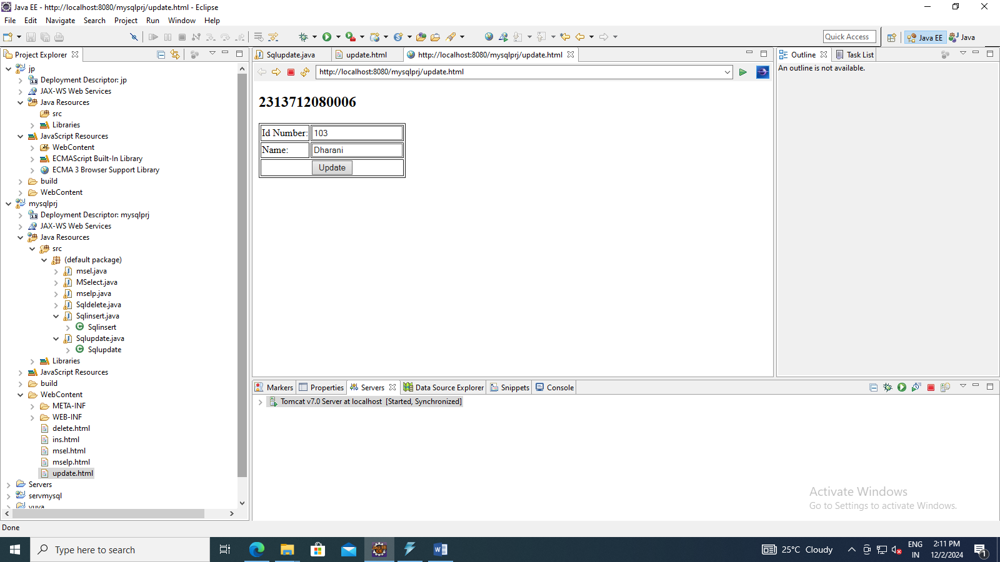 Java EE - http://localhost:8080/mysqlprj/update.html - Eclipse
File Edit Navigate Search Project Run Window Help
Quick Access Java EE Java
Project Explorer
jp
Deployment Descriptor: jp
JAX-WS Web Services
Java Resources
src
Libraries
JavaScript Resources
WebContent
ECMAScript Built-In Library
ECMA 3 Browser Support Library
build
WebContent
mysqlprj
Deployment Descriptor: mysqlprj
JAX-WS Web Services
Java Resources
src
(default package)
msel.java
MSelect.java
mselp.java
Sqldelete.java
Sqlinsert.java
Sqlinsert
Sqlupdate.java
Sqlupdate
Libraries
JavaScript Resources
build
WebContent
META-INF
WEB-INF
delete.html
ins.html
msel.html
mselp.html
update.html
Servers
servmysql
Sqlupdate.java update.html http://localhost:8080/mysqlprj/update.html
http://localhost:8080/mysqlprj/update.html
2313712080006
Id Number: 103
Name: Dharani
Update
Outline Task List
An outline is not available.
Markers Properties Servers Data Source Explorer Snippets Console
Tomcat v7.0 Server at localhost [Started, Synchronized]
Activate Windows
Go to Settings to activate Windows.
Done
Type here to search
25°C Cloudy
ENG
IN
2:11 PM
12/2/2024
1